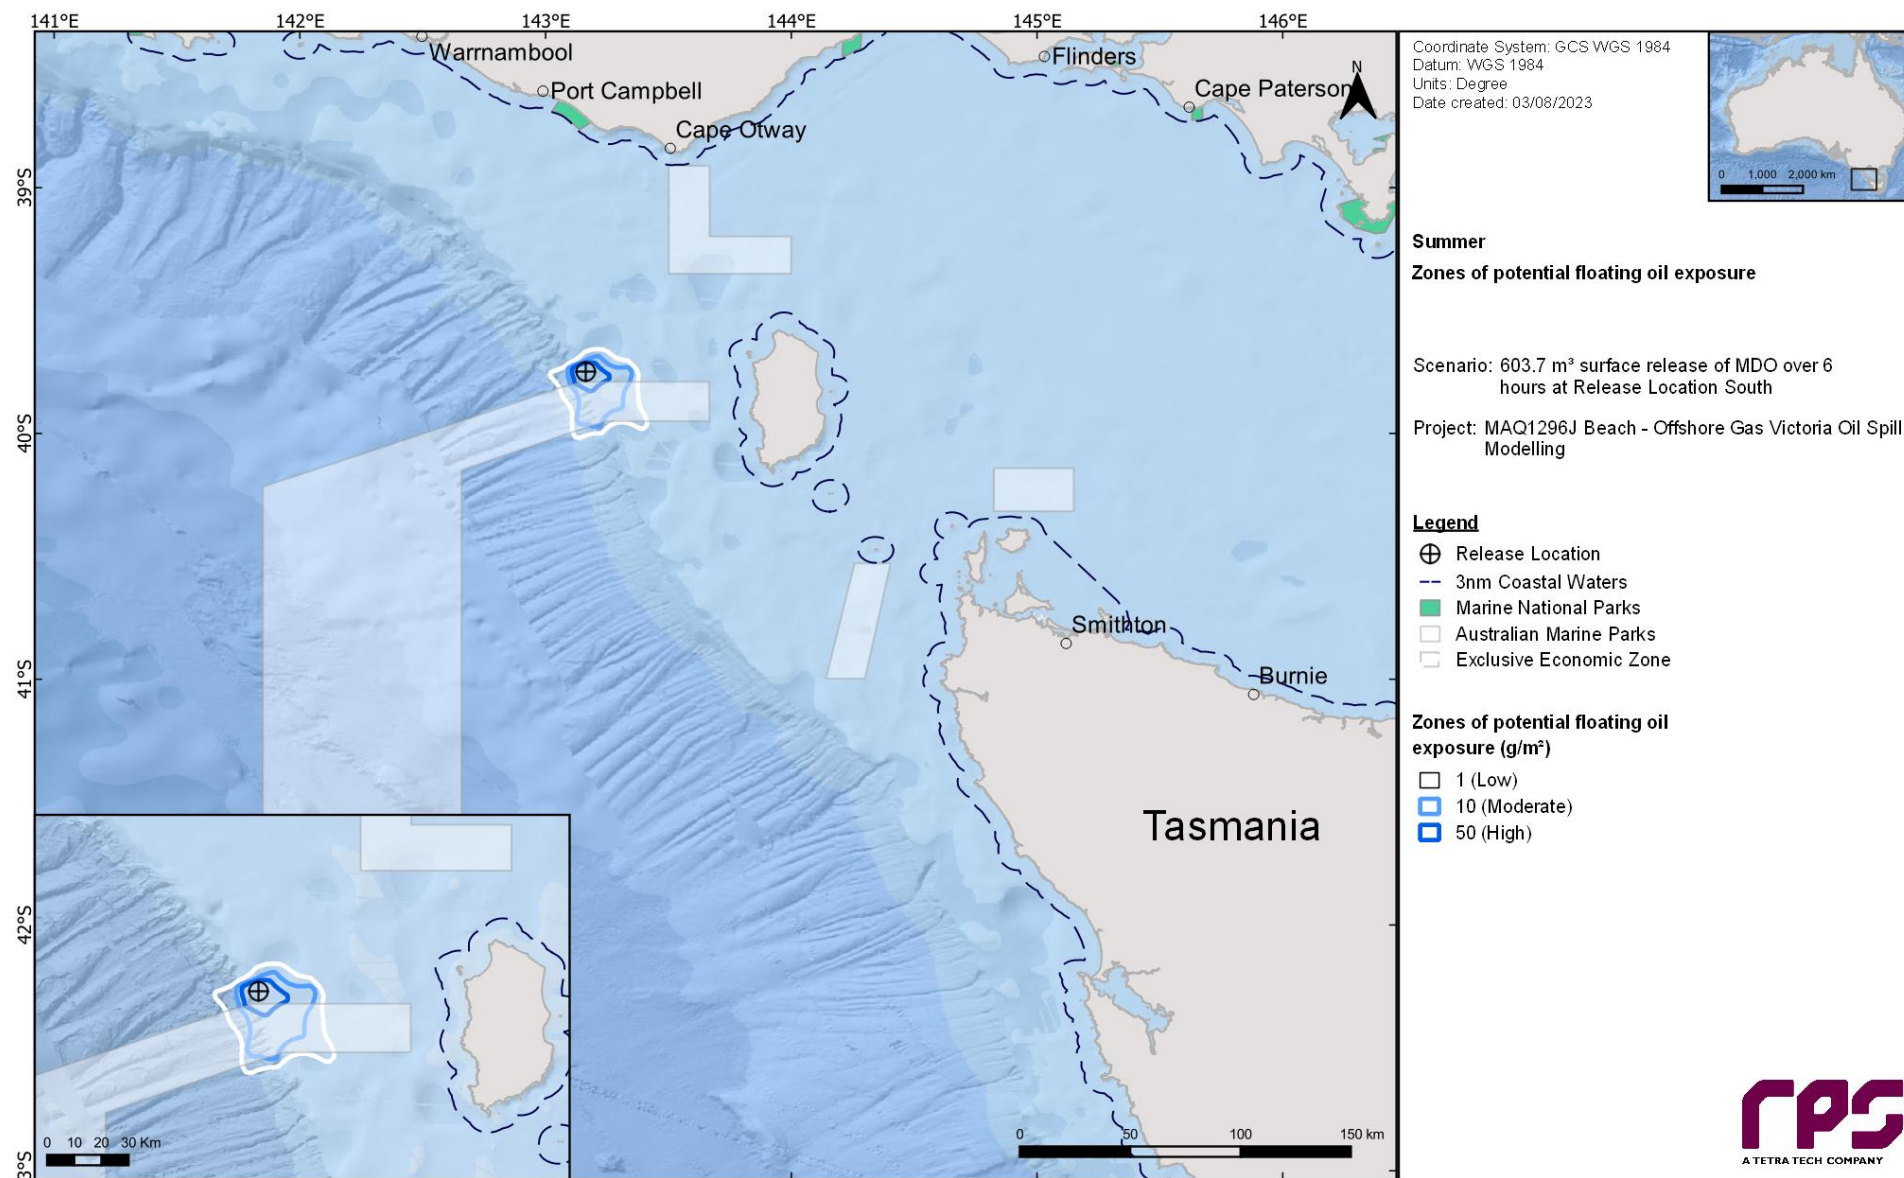 141°E 142°E 143°E 144°E 145°E 146°E
39°S
40°S
41°S
42°S
43°S
Warnambool
Port Campbell
Cape Otway
Flinders
Cape Paterson
N
Smithton
Burnie
Tasmania
0 10 20 30 Km
0 50 100 150 km
Coordinate System: GCS WGS 1984
Datum: WGS 1984
Units: Degree
Date created: 03/08/2023
0 1,000 2,000 km
Summer
Zones of potential floating oil exposure
Scenario: 603.7 m³ surface release of MDO over 6
hours at Release Location South
Project: MAQ1296J Beach - Offshore Gas Victoria Oil Spill
Modelling
Legend
Release Location
3nm Coastal Waters
Marine National Parks
Australian Marine Parks
Exclusive Economic Zone
Zones of potential floating oil
exposure (g/m²)
1 (Low)
10 (Moderate)
50 (High)
rps
A TETRA TECH COMPANY